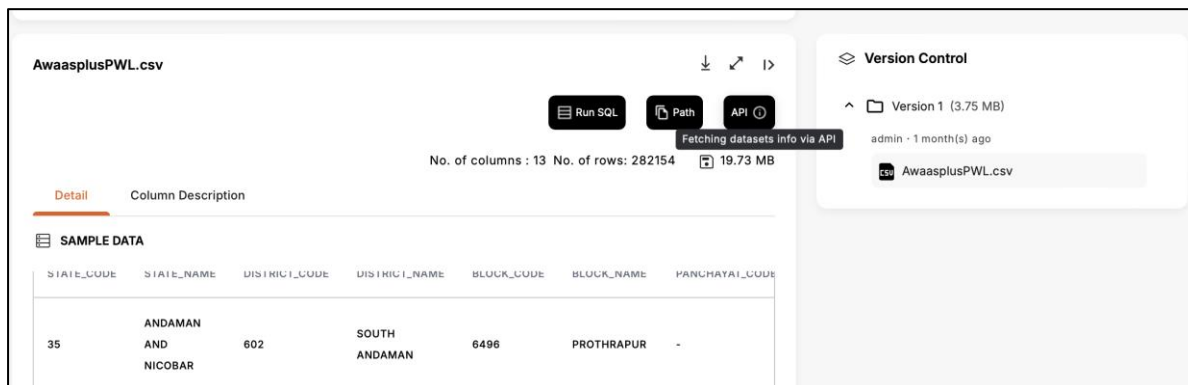 AwaasplusPWL.csv
Run SQL Path API
Fetching datasets info via API
No. of columns : 13 No. of rows: 282154 19.73 MB
Detail Column Description
SAMPLE DATA
STATE_CODE STATE_NAME DISTRICT_CODE DISTRICT_NAME BLOCK_CODE BLOCK_NAME PANCHAYAT_CODE
35 ANDAMAN AND NICOBAR 602 SOUTH ANDAMAN 6496 PROTHRAPUR -
Version Control
Version 1 (3.75 MB)
admin - 1 month(s) ago
CSV AwaasplusPWL.csv